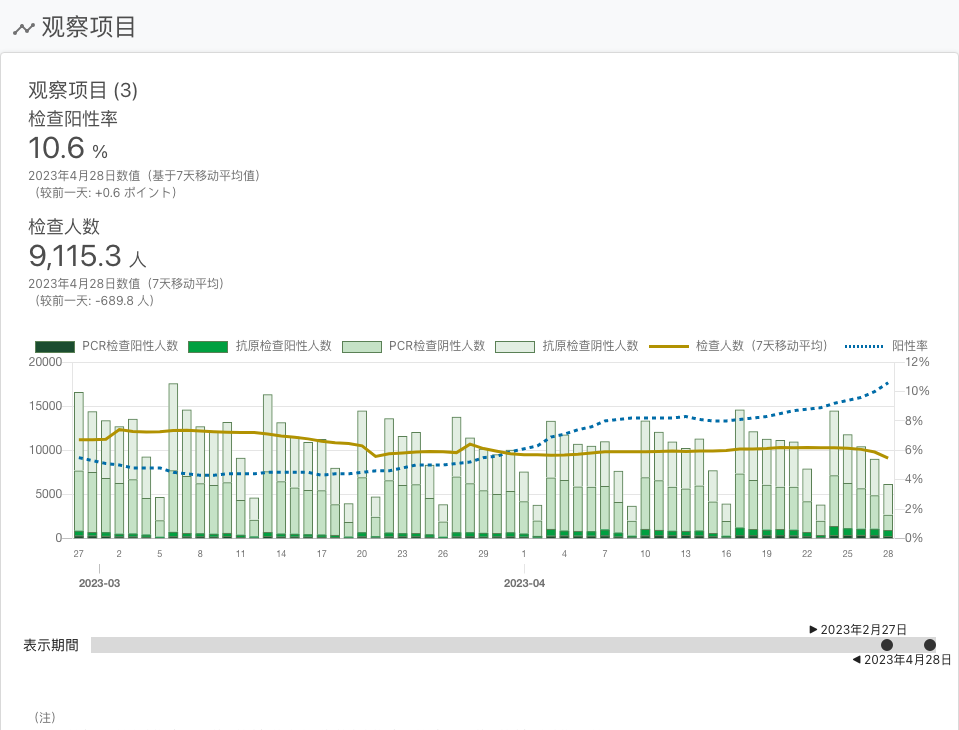 观察项目
观察项目 (3)
检查阳性率
10.6 %
2023年4月28日数值（基于7天移动平均值）
（较前一天: +0.6 ポイント）
检查人数
9,115.3 人
2023年4月28日数值（7天移动平均）
（较前一天: -689.8 人）
PCR检查阳性人数 抗原检查阳性人数 PCR检查阴性人数 抗原检查阴性人数 检查人数（7天移动平均） 阳性率
20000 12%
10%
15000
8%
10000 6%
4%
5000
2%
0 0%
27 2 5 8 11 14 17 20 23 26 29 1 4 7 10 13 16 19 22 25 28
2023-03 2023-04
2023年2月27日
表示期間
2023年4月28日
（注）